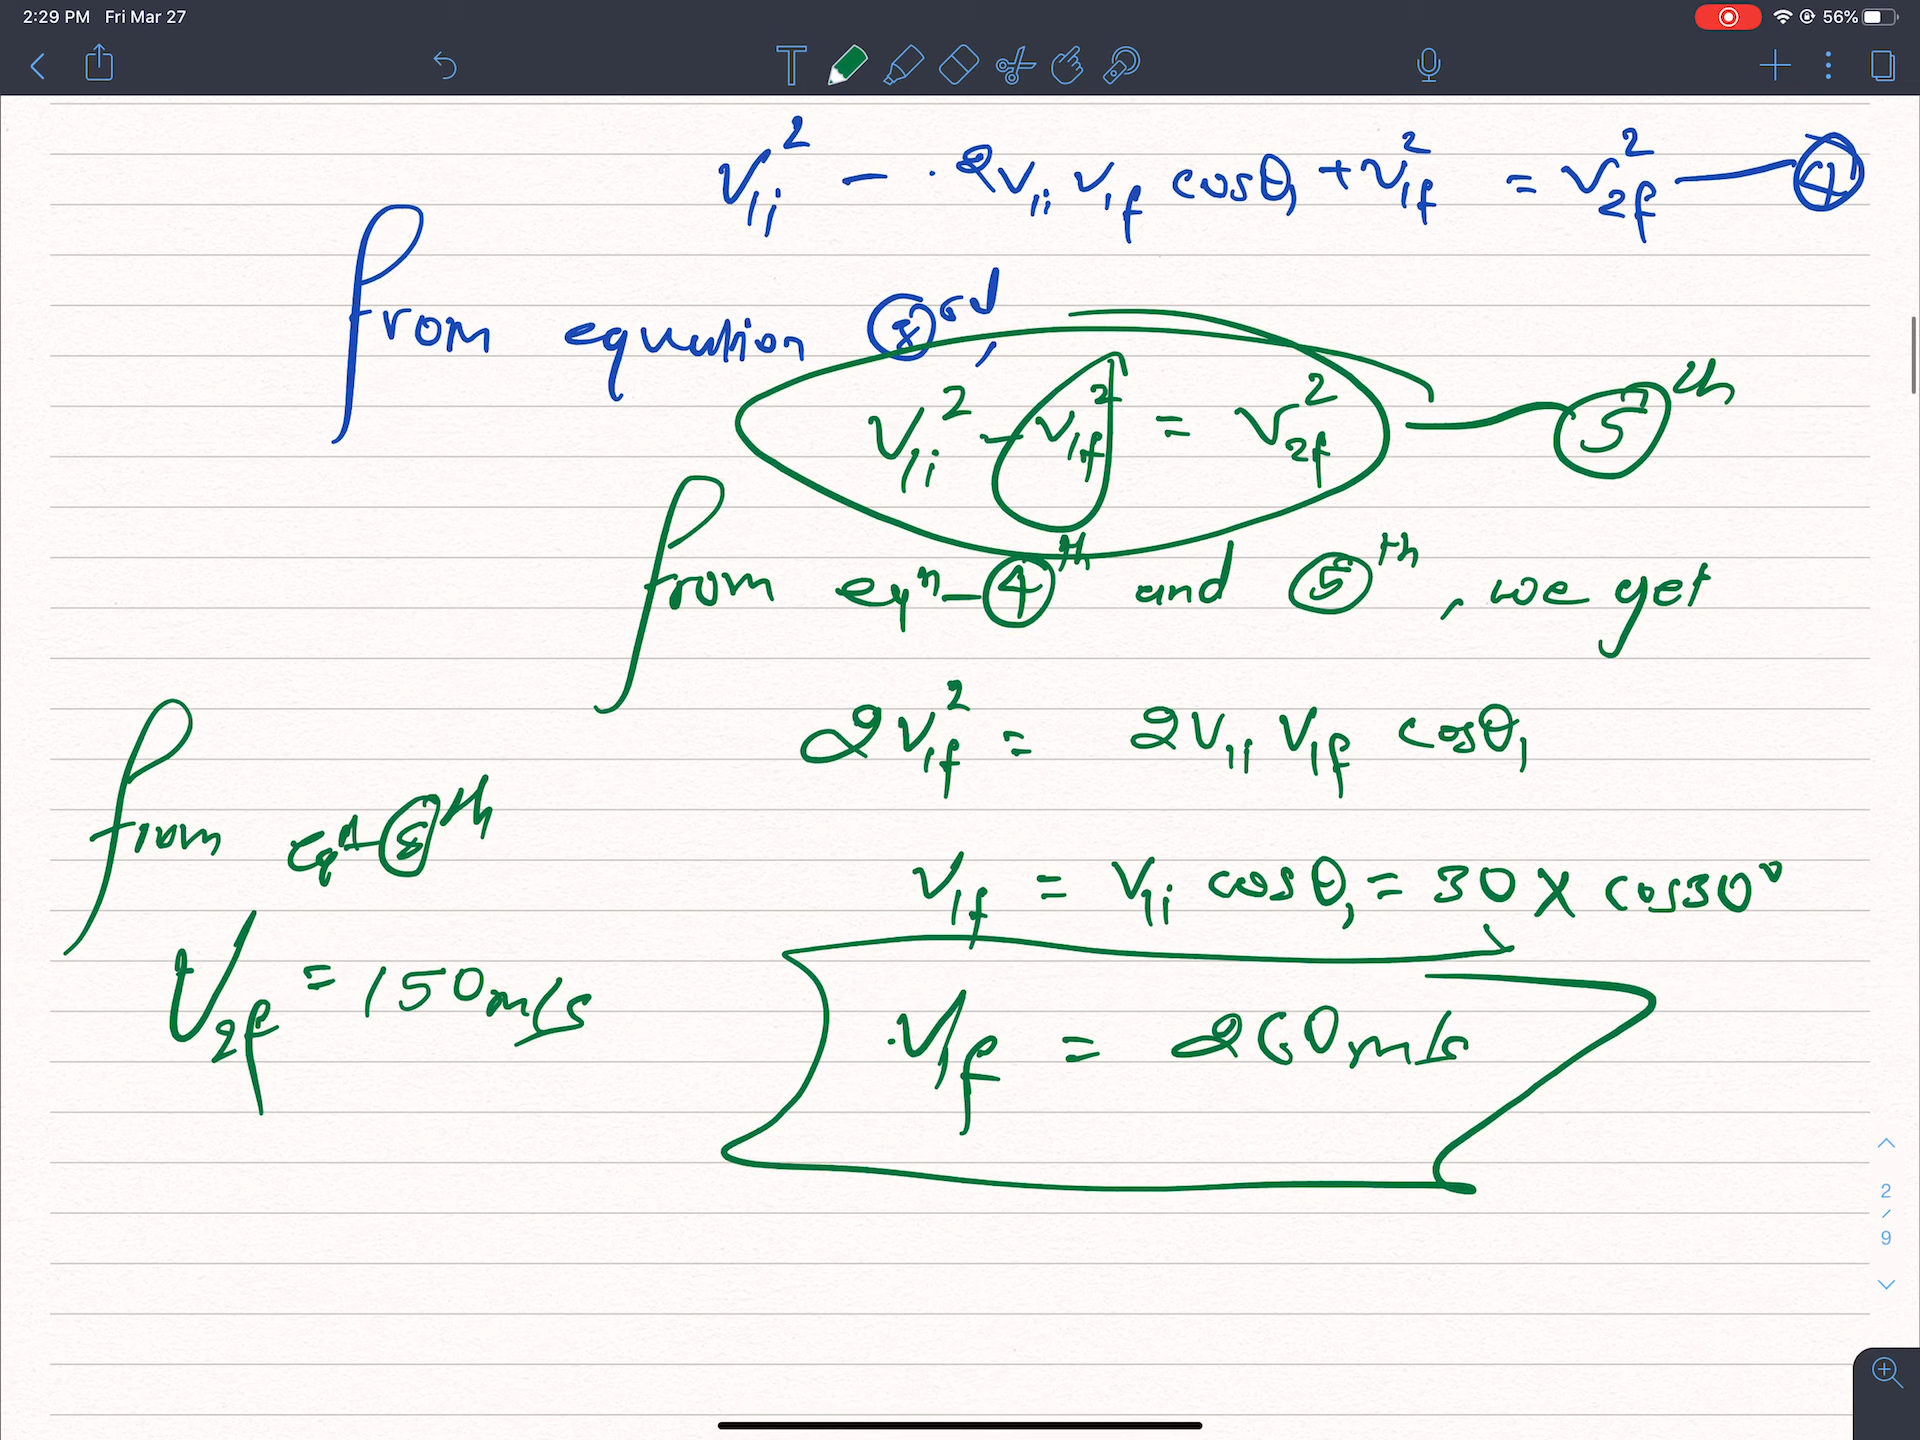 2:29 PM Fri Mar 27
56%
V₁ᵢ² - 2V₁ᵢ V₁f cosθ₁ + V₁f² = V₂f² — ④
from equation ③rd,
V₁ᵢ² - V₁f² = V₂f² — ⑤th
from eqⁿ - ④th and ⑤th, we get
2V₁f² = 2V₁ᵢ V₁f cosθ₁
from eqⁿ ⑤th
V₁f = V₁ᵢ cosθ₁ = 30 × cos30°
V₂f = 150m/s
V₁f = 260m/s
2
/
9